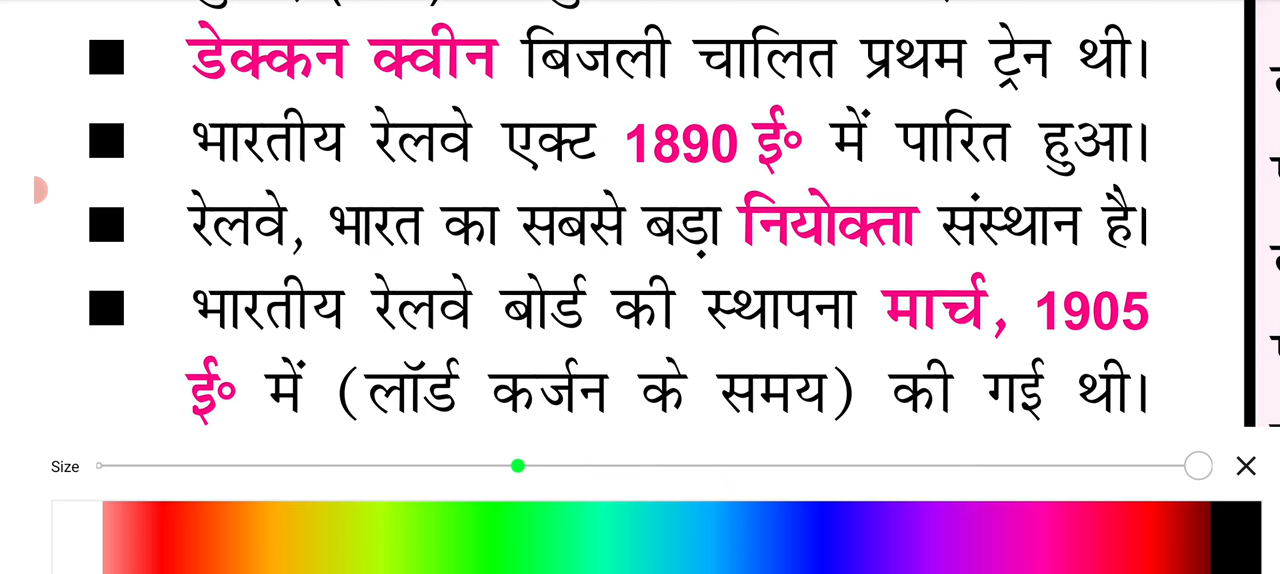 ■ डेक्कन क्वीन बिजली चालित प्रथम ट्रेन थी।
■ भारतीय रेलवे एक्ट 1890 ई० में पारित हुआ।
■ रेलवे, भारत का सबसे बड़ा नियोक्ता संस्थान है।
■ भारतीय रेलवे बोर्ड की स्थापना मार्च, 1905
ई० में (लॉर्ड कर्जन के समय) की गई थी।
Size